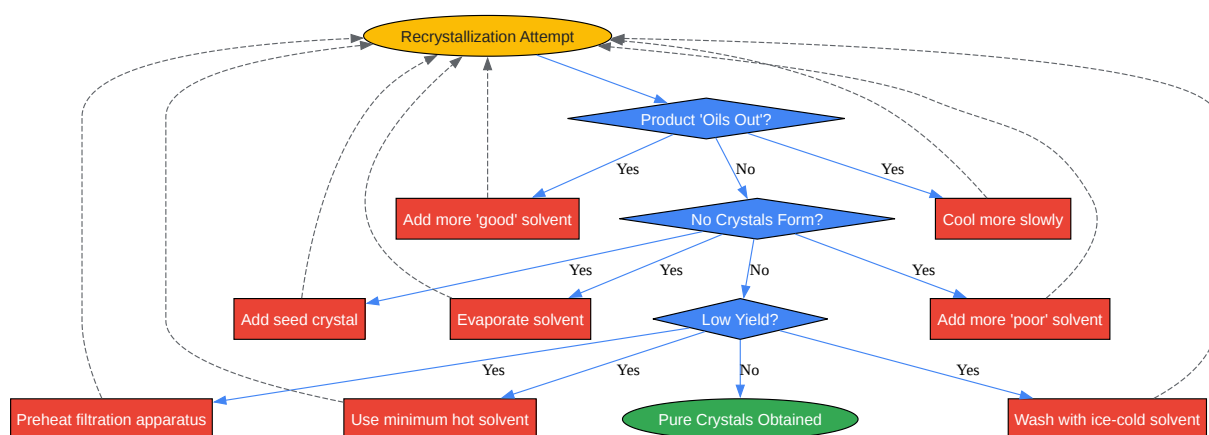 Recrystallization Attempt
Product 'Oils Out'?
Yes
No
Yes
Add more 'good' solvent
No Crystals Form?
Cool more slowly
Yes
Yes
No
Yes
Add seed crystal
Evaporate solvent
Low Yield?
Add more 'poor' solvent
Yes
Yes
No
Yes
Preheat filtration apparatus
Use minimum hot solvent
Pure Crystals Obtained
Wash with ice-cold solvent